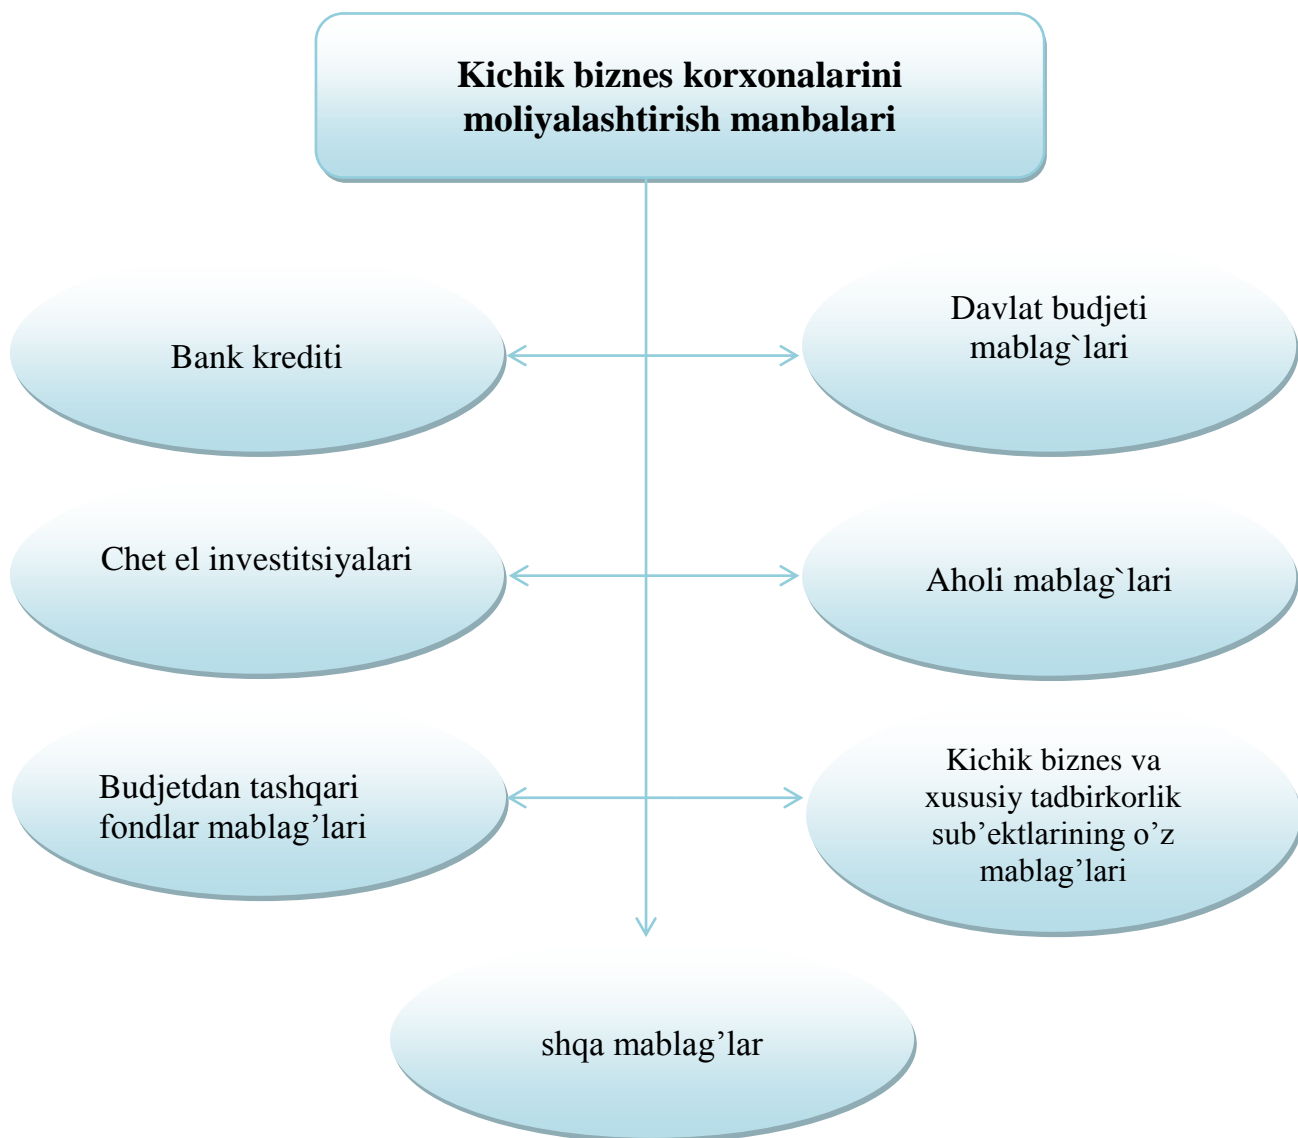 Kichik biznes korxonalarini
moliyalashtirish manbalari
Bank krediti
Davlat budjeti
mablag`lari
Chet el investitsiyalari
Aholi mablag`lari
Budjetdan tashqari
fondlar mablag’lari
Kichik biznes va
xususiy tadbirkorlik
sub’ektlarining o’z
mablag’lari
shqa mablag’lar